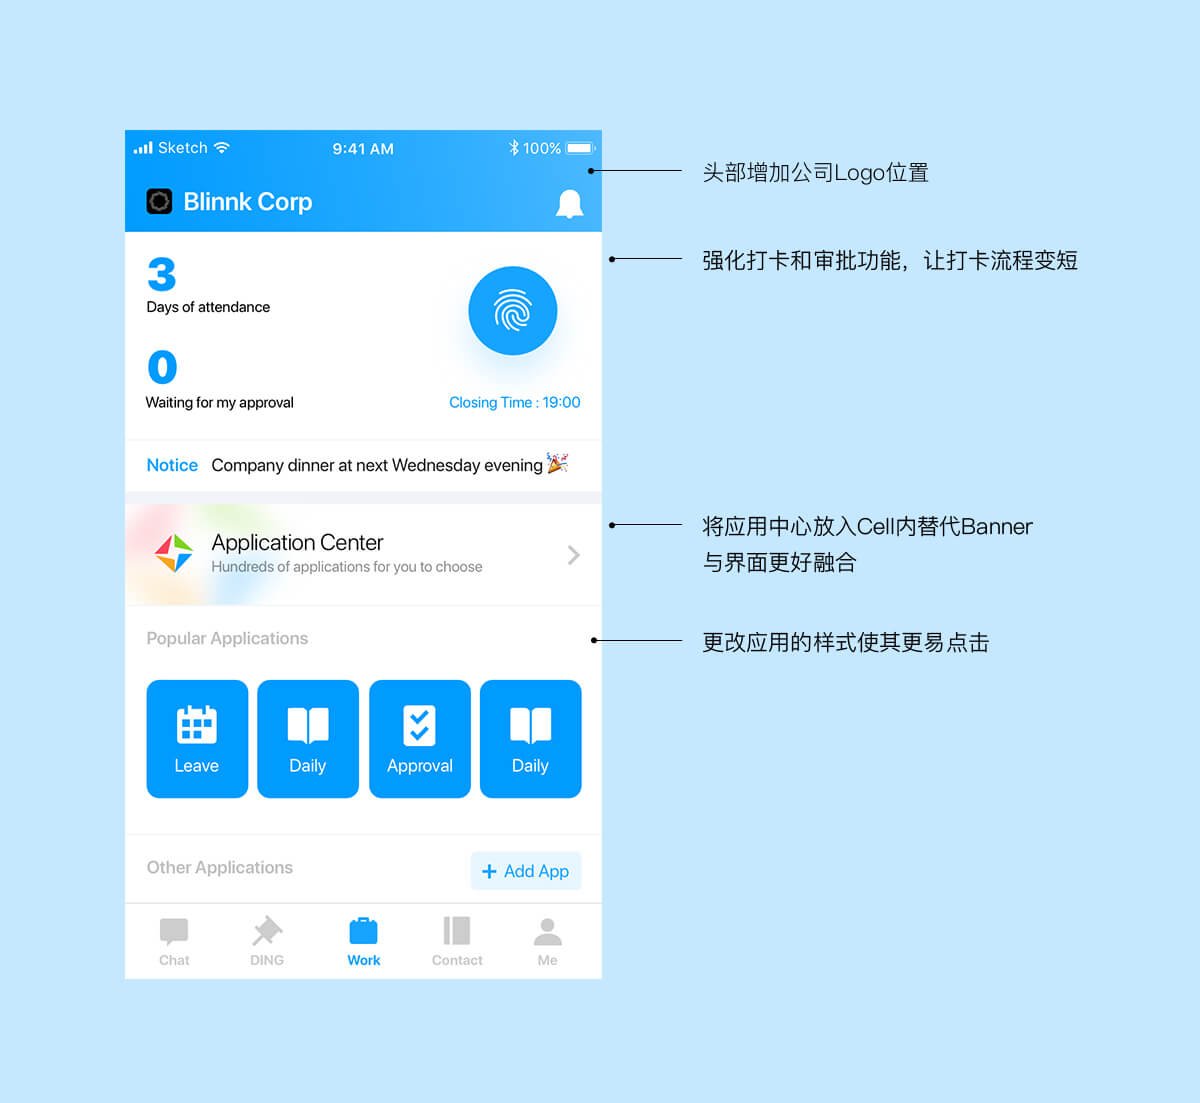 Sketch 9:41 AM 100%
头部增加公司Logo位置
Blinnk Corp
强化打卡和审批功能，让打卡流程变短
3
Days of attendance
0
Waiting for my approval
Closing Time : 19:00
Notice Company dinner at next Wednesday evening 🎉
将应用中心放入Cell内替代Banner
与界面更好融合
Application Center
Hundreds of applications for you to choose
更改应用的样式使其更易点击
Popular Applications
Leave Daily Approval Daily
Other Applications + Add App
Chat DING Work Contact Me